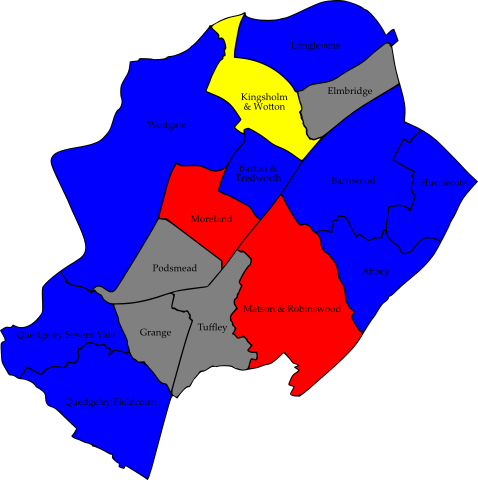 Longlevens
Elmbridge
Kingsholm
& Wotton
Westgate
Barton &
Tredworth
Barnwood
Hucclecote
Moreland
Podsmead
Abbey
Matson & Robinswood
Tuffley
Grange
Quedgeley Severn Vale
Quedgeley Fieldcourt